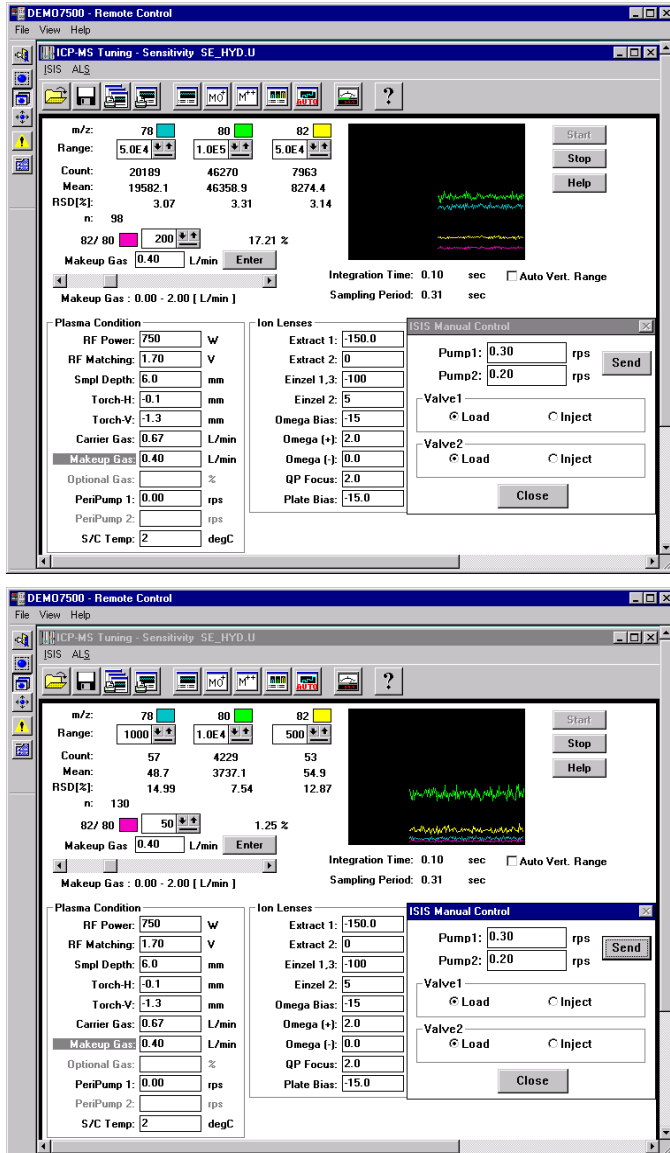 DEMO7500 - Remote Control
File View Help
ICP-MS Tuning - Sensitivity SE_HYD.U
ISIS ALS
MO+ M++ AUTO ?
m/z: 78 80 82
Range: 5.0E4 1.0E5 5.0E4
Count: 20189 46270 7963
Mean: 19582.1 46358.9 8274.4
RSD[%]: 3.07 3.31 3.14
n: 98
82/ 80 200 17.21 %
Makeup Gas 0.40 L/min Enter
Makeup Gas : 0.00 - 2.00 [ L/min ]
Start
Stop
Help
Integration Time: 0.10 sec Auto Vert. Range
Sampling Period: 0.31 sec
Plasma Condition
RF Power: 750 W
RF Matching: 1.70 V
Smpl Depth: 6.0 mm
Torch-H: -0.1 mm
Torch-V: -1.3 mm
Carrier Gas: 0.67 L/min
Makeup Gas: 0.40 L/min
Optional Gas: %
PeriPump 1: 0.00 rps
PeriPump 2: rps
S/C Temp: 2 degC
Ion Lenses
Extract 1: -150.0
Extract 2: 0
Einzel 1,3: -100
Einzel 2: 5
Omega Bias: -15
Omega (+): 2.0
Omega (-): 0.0
QP Focus: 2.0
Plate Bias: -15.0
ISIS Manual Control
Pump1: 0.30 rps
Pump2: 0.20 rps
Send
Valve1
Load Inject
Valve2
Load Inject
Close
DEMO7500 - Remote Control
File View Help
ICP-MS Tuning - Sensitivity SE_HYD.U
ISIS ALS
MO+ M++ AUTO ?
m/z: 78 80 82
Range: 1000 1.0E4 500
Count: 57 4229 53
Mean: 48.7 3737.1 54.9
RSD[%]: 14.99 7.54 12.87
n: 130
82/ 80 50 1.25 %
Makeup Gas 0.40 L/min Enter
Makeup Gas : 0.00 - 2.00 [ L/min ]
Start
Stop
Help
Integration Time: 0.10 sec Auto Vert. Range
Sampling Period: 0.31 sec
Plasma Condition
RF Power: 750 W
RF Matching: 1.70 V
Smpl Depth: 6.0 mm
Torch-H: -0.1 mm
Torch-V: -1.3 mm
Carrier Gas: 0.67 L/min
Makeup Gas: 0.40 L/min
Optional Gas: %
PeriPump 1: 0.00 rps
PeriPump 2: rps
S/C Temp: 2 degC
Ion Lenses
Extract 1: -150.0
Extract 2: 0
Einzel 1,3: -100
Einzel 2: 5
Omega Bias: -15
Omega (+): 2.0
Omega (-): 0.0
QP Focus: 2.0
Plate Bias: -15.0
ISIS Manual Control
Pump1: 0.30 rps
Pump2: 0.20 rps
Send
Valve1
Load Inject
Valve2
Load Inject
Close